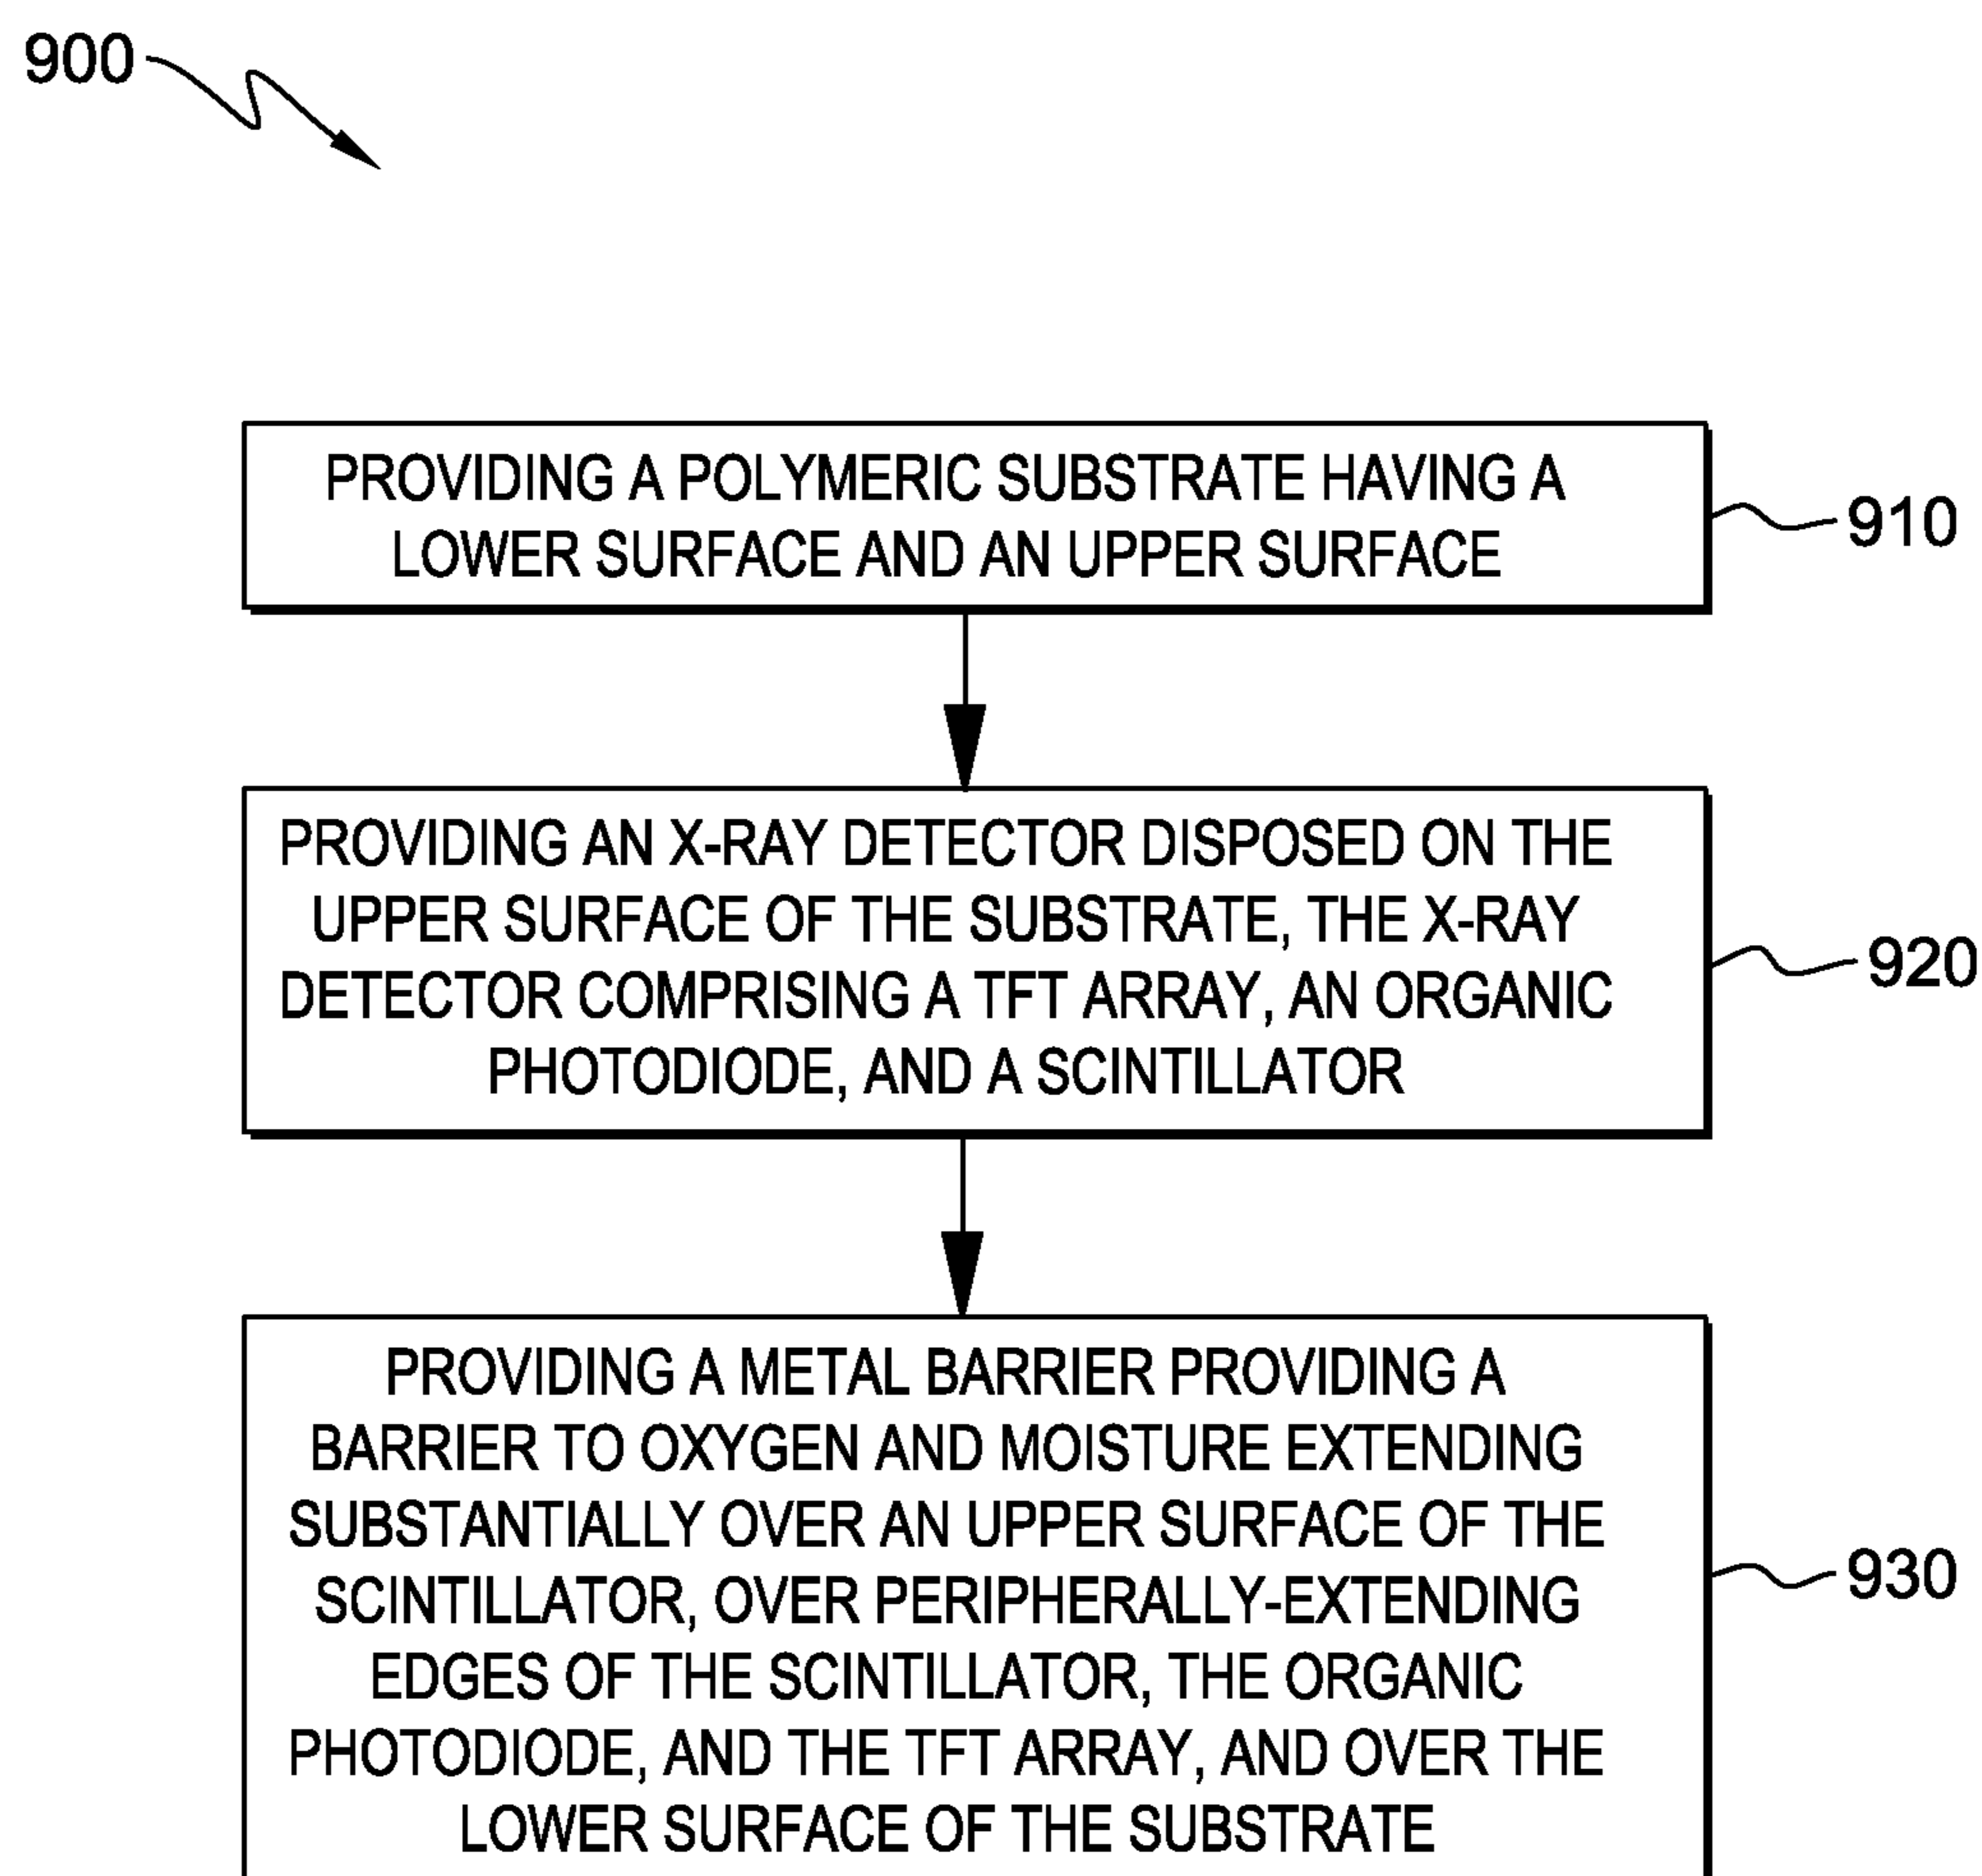 900
PROVIDING A POLYMERIC SUBSTRATE HAVING A
LOWER SURFACE AND AN UPPER SURFACE
910
PROVIDING AN X-RAY DETECTOR DISPOSED ON THE
UPPER SURFACE OF THE SUBSTRATE, THE X-RAY
DETECTOR COMPRISING A TFT ARRAY, AN ORGANIC
PHOTODIODE, AND A SCINTILLATOR
920
PROVIDING A METAL BARRIER PROVIDING A
BARRIER TO OXYGEN AND MOISTURE EXTENDING
SUBSTANTIALLY OVER AN UPPER SURFACE OF THE
SCINTILLATOR, OVER PERIPHERALLY-EXTENDING
EDGES OF THE SCINTILLATOR, THE ORGANIC
PHOTODIODE, AND THE TFT ARRAY, AND OVER THE
LOWER SURFACE OF THE SUBSTRATE
930